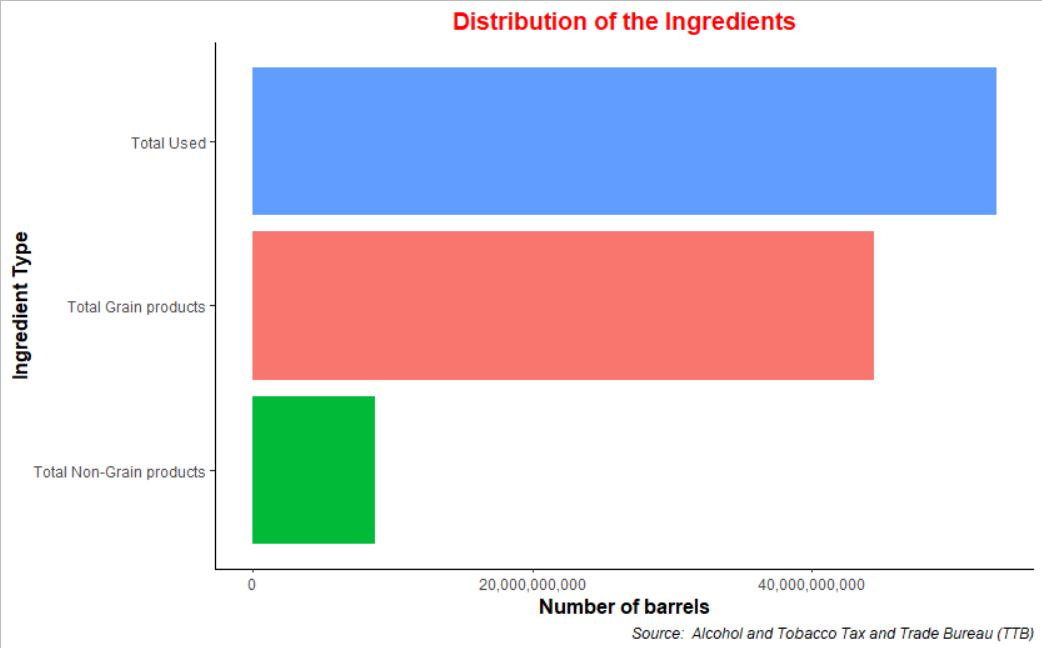 Distribution of the Ingredients
Ingredient Type
Total Used
Total Grain products
Total Non-Grain products
0
20,000,000,000
40,000,000,000
Number of barrels
Source:  Alcohol and Tobacco Tax and Trade Bureau (TTB)